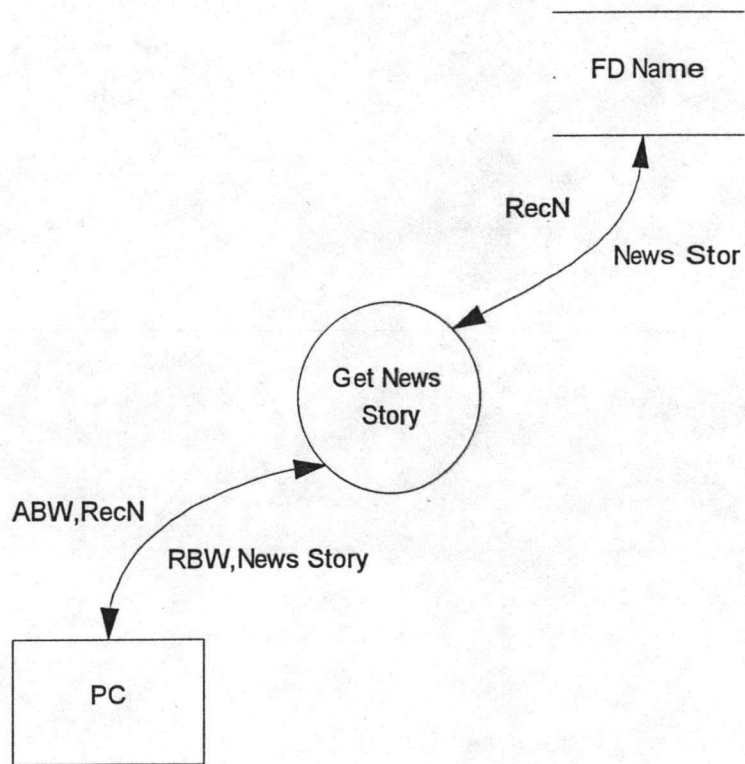 FD Name
RecN
News Stor
Get News
Story
ABW,RecN
RBW,News Story
PC